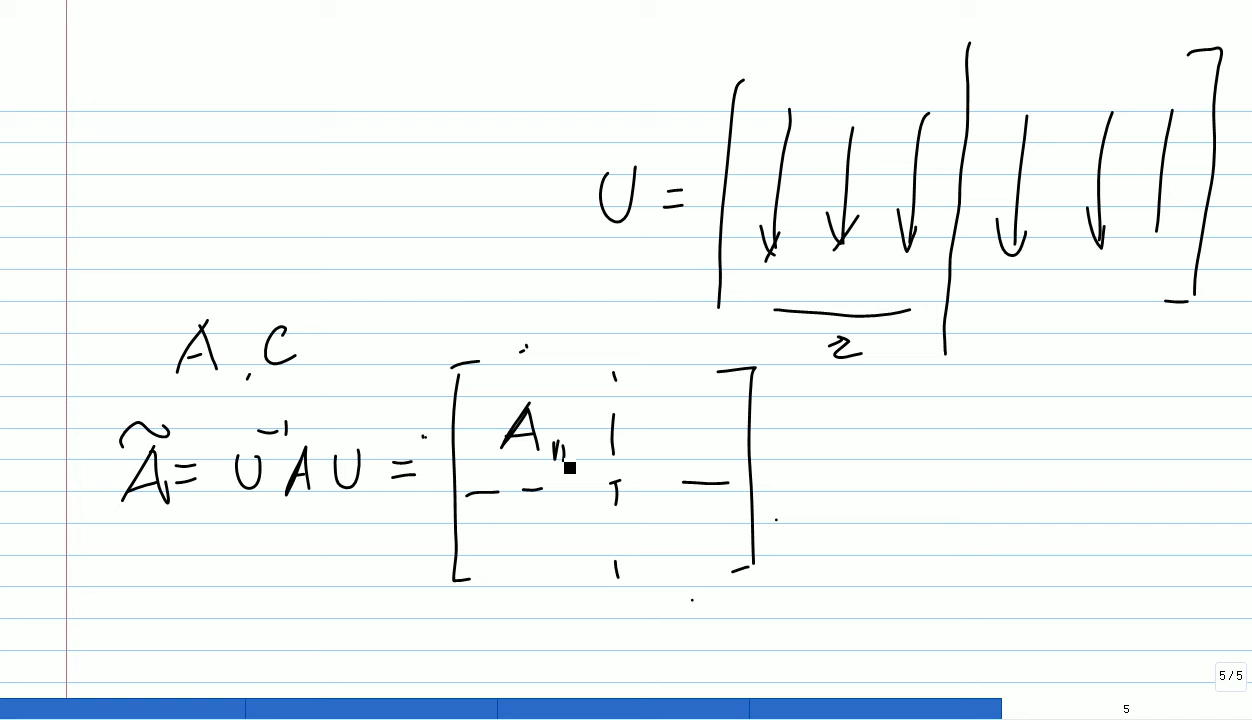 U =
r
A, C
Ã = U⁻¹ A U = [ A₁₁
5/5
5